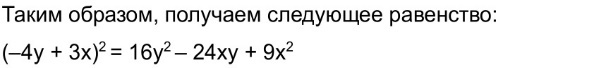 Таким образом, получаем следующее равенство:
(–4y + 3x)² = 16y² – 24xy + 9x²